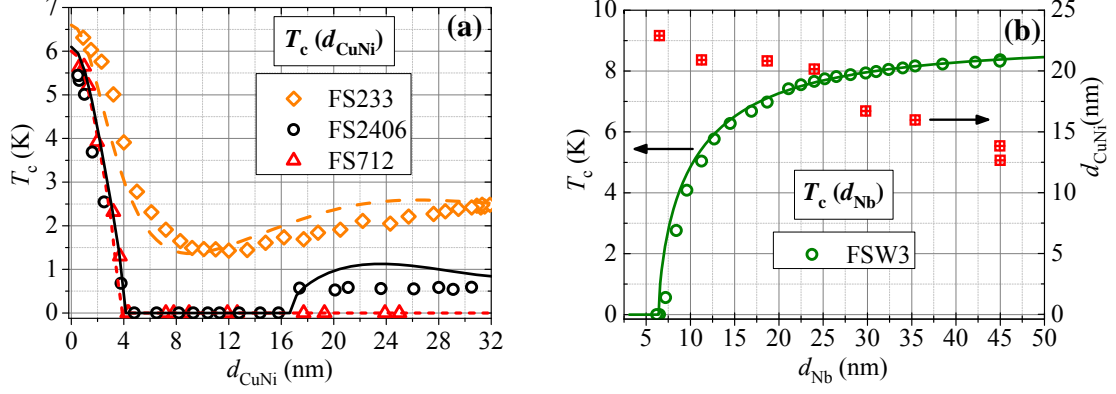 7
6
5
4
3
2
1
0
T_c (K)
0 4 8 12 16 20 24 28 32
d_CuNi (nm)
(a)
T_c (d_CuNi)
FS233
FS2406
FS712
10
8
6
4
2
0
T_c (K)
5 10 15 20 25 30 35 40 45 50
d_Nb (nm)
(b)
T_c (d_Nb)
FSW3
25
20
15
10
5
0
d_CuNi(nm)